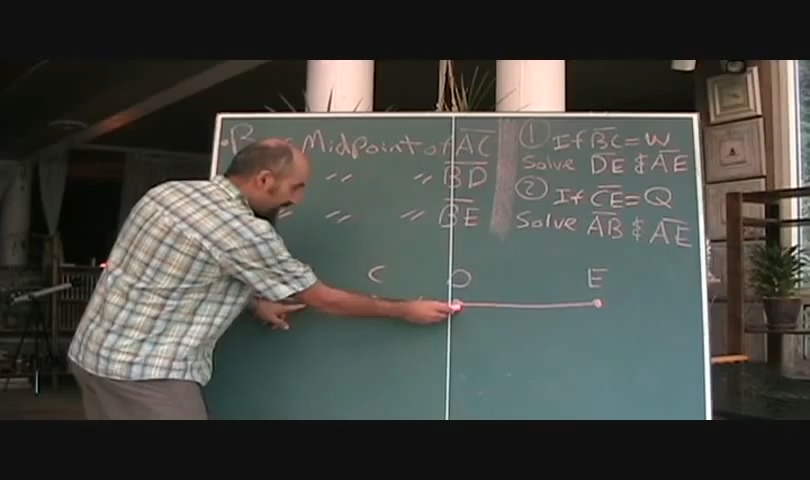 B Midpoint of AC
〃 〃 BD
〃 〃 〃 BE
① If BC = W
Solve DE & AE
② If CE = Q
Solve AB & AE
C D E